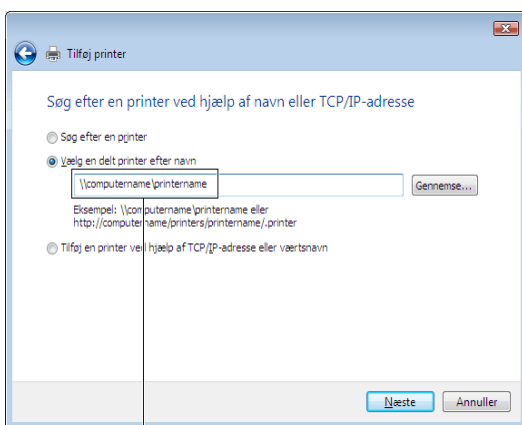 Tilføj printer
Søg efter en printer ved hjælp af navn eller TCP/IP-adresse
Søg efter en printer
Vælg en delt printer efter navn
\\computername\printername
Gennemse...
Eksempel: \\computername\printername eller
http://computername/printers/printername/.printer
Tilføj en printer ved hjælp af TCP/IP-adresse eller værtsnavn
Næste
Annuller